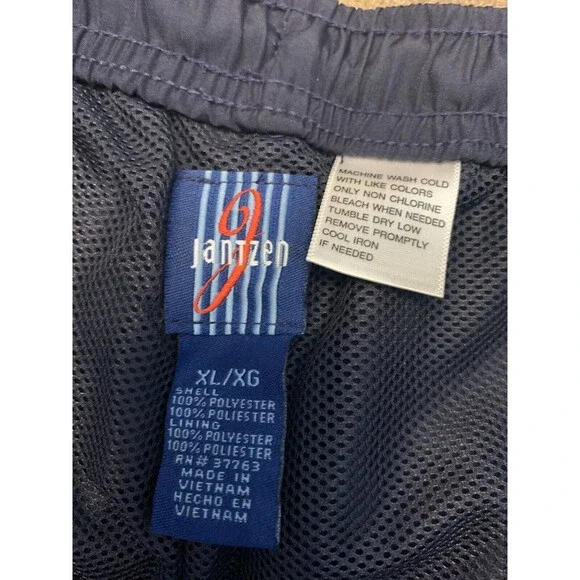 J
Jantzen
XL/XG
SHELL
100% POLYESTER
100% POLIESTER
LINING
100% POLYESTER
100% POLIESTER
RN# 37763
MADE IN
VIETNAM
HECHO EN
VIETNAM
MACHINE WASH COLD
WITH LIKE COLORS
ONLY NON CHLORINE
BLEACH WHEN NEEDED
TUMBLE DRY LOW
REMOVE PROMPTLY
COOL IRON
IF NEEDED